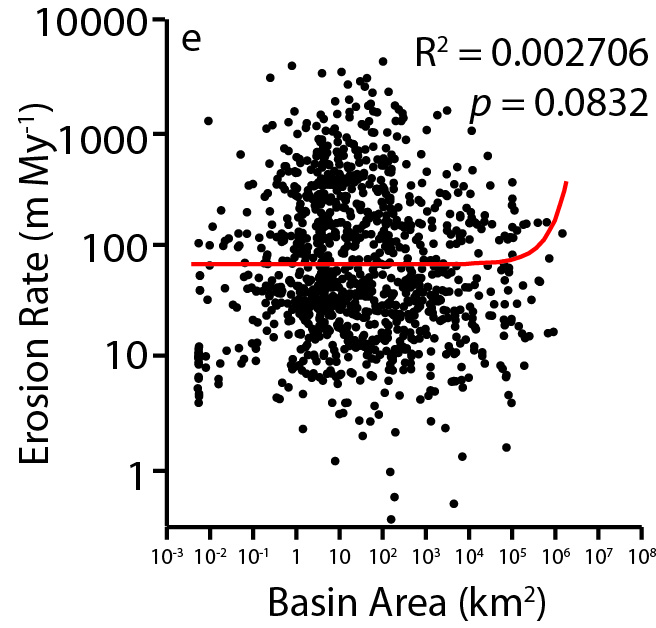 10000
e
R² = 0.002706
p = 0.0832
1000
100
10
1
Erosion Rate (m My⁻¹)
10⁻³ 10⁻² 10⁻¹ 1 10 10² 10³ 10⁴ 10⁵ 10⁶ 10⁷ 10⁸
Basin Area (km²)